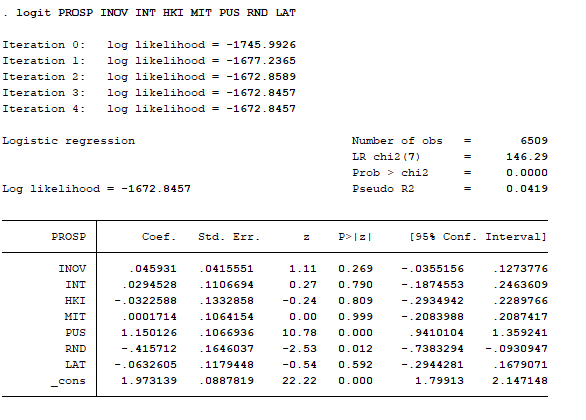 . logit PROSP INOV INT HKI MIT PUS RND LAT
Iteration 0: log likelihood = -1745.9926
Iteration 1: log likelihood = -1677.2365
Iteration 2: log likelihood = -1672.8589
Iteration 3: log likelihood = -1672.8457
Iteration 4: log likelihood = -1672.8457
Logistic regression Number of obs = 6509
LR chi2(7) = 146.29
Prob > chi2 = 0.0000
Log likelihood = -1672.8457 Pseudo R2 = 0.0419
PROSP Coef. Std. Err. z P>|z| [95% Conf. Interval]
INOV .045931 .0415551 1.11 0.269 -.0355156 .1273776
INT .0294528 .1106694 0.27 0.790 -.1874553 .2463609
HKI -.0322588 .1332858 -0.24 0.809 -.2934942 .2289766
MIT .0001714 .1064154 0.00 0.999 -.2083988 .2087417
PUS 1.150126 .1066936 10.78 0.000 .9410104 1.359241
RND -.415712 .1646037 -2.53 0.012 -.7383294 -.0930947
LAT -.0632605 .1179448 -0.54 0.592 -.2944281 .1679071
_cons 1.973139 .0887819 22.22 0.000 1.79913 2.147148